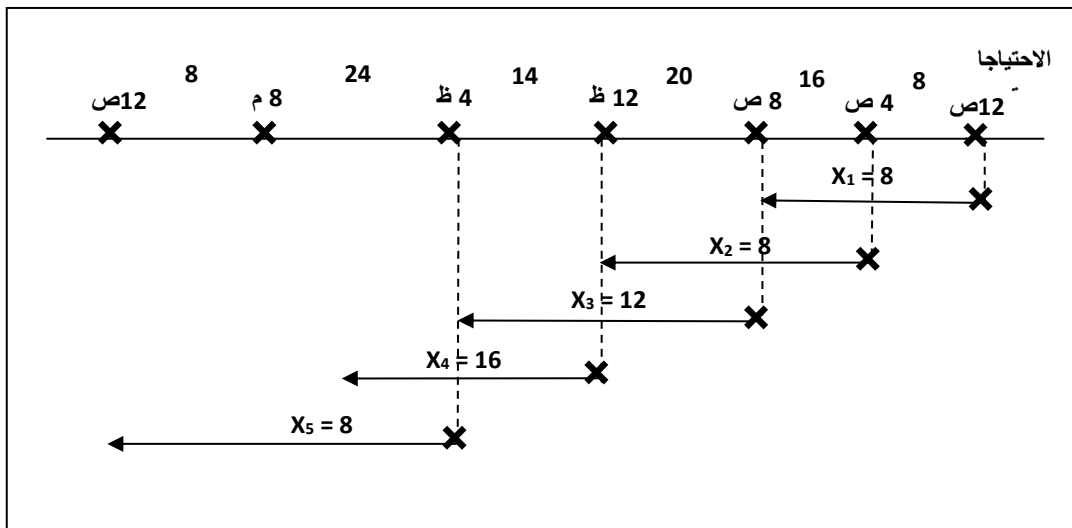 الاحتياجا
ت
8 16 20 14 24 8
12ص 4 ص 8 ص 12 ظ 4 ظ 8 م 12ص
X₁ = 8
X₂ = 8
X₃ = 12
X₄ = 16
X₅ = 8